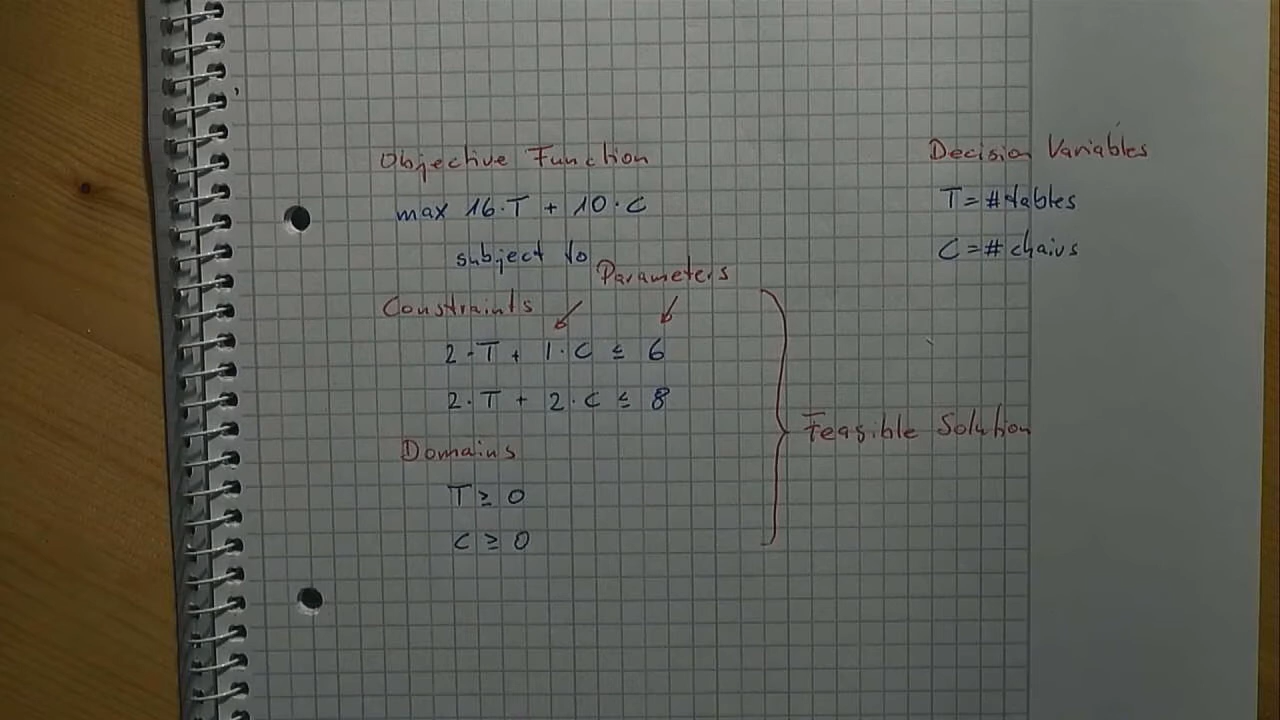 Objective Function
max 16·T + 10·C
subject to
Parameters
Constraints
2·T + 1·C ≤ 6
2·T + 2·C ≤ 8
Domains
T ≥ 0
C ≥ 0
Feasible Solution
Decision Variables
T = #tables
C = # chairs